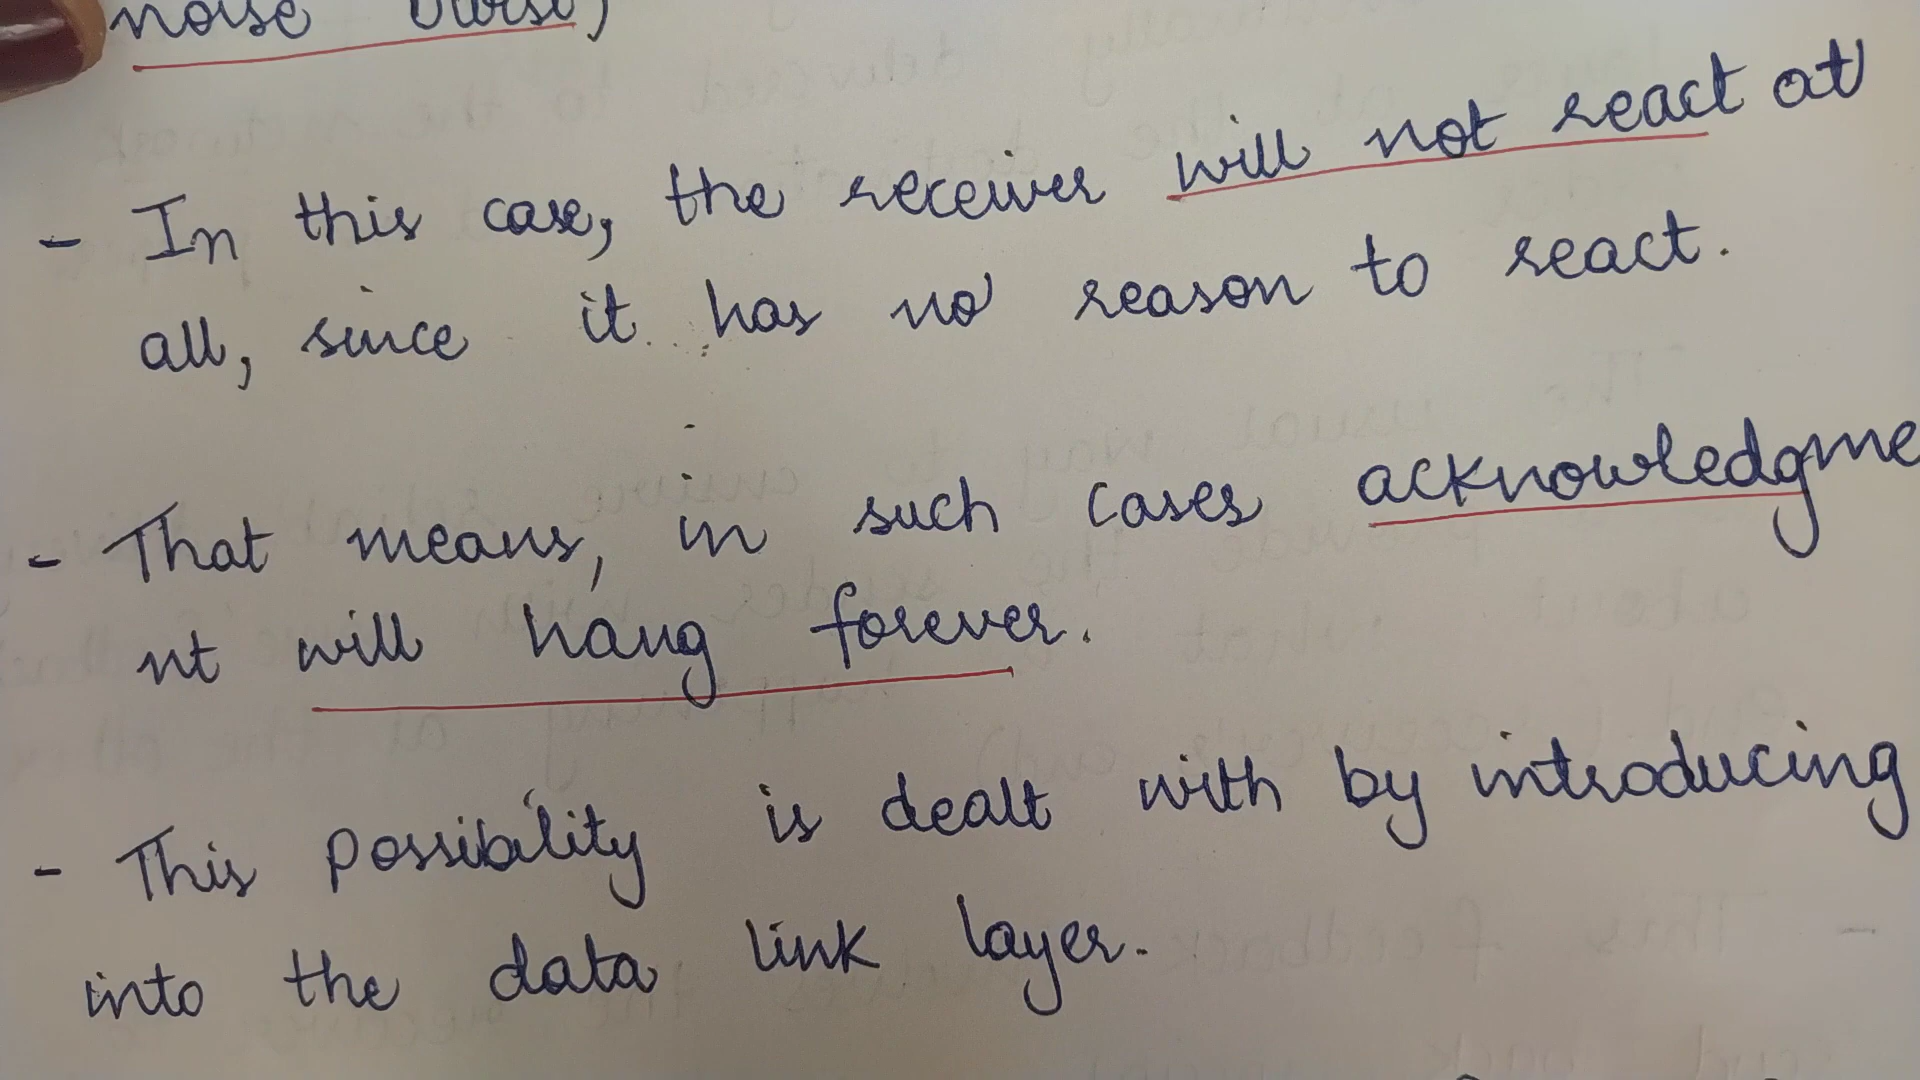 noise burst)
- In this case, the receiver will not react at
all, since it has no reason to react.
- That means, in such cases acknowledgme
nt will hang forever.
- This possibility is dealt with by introducing
into the data link layer.